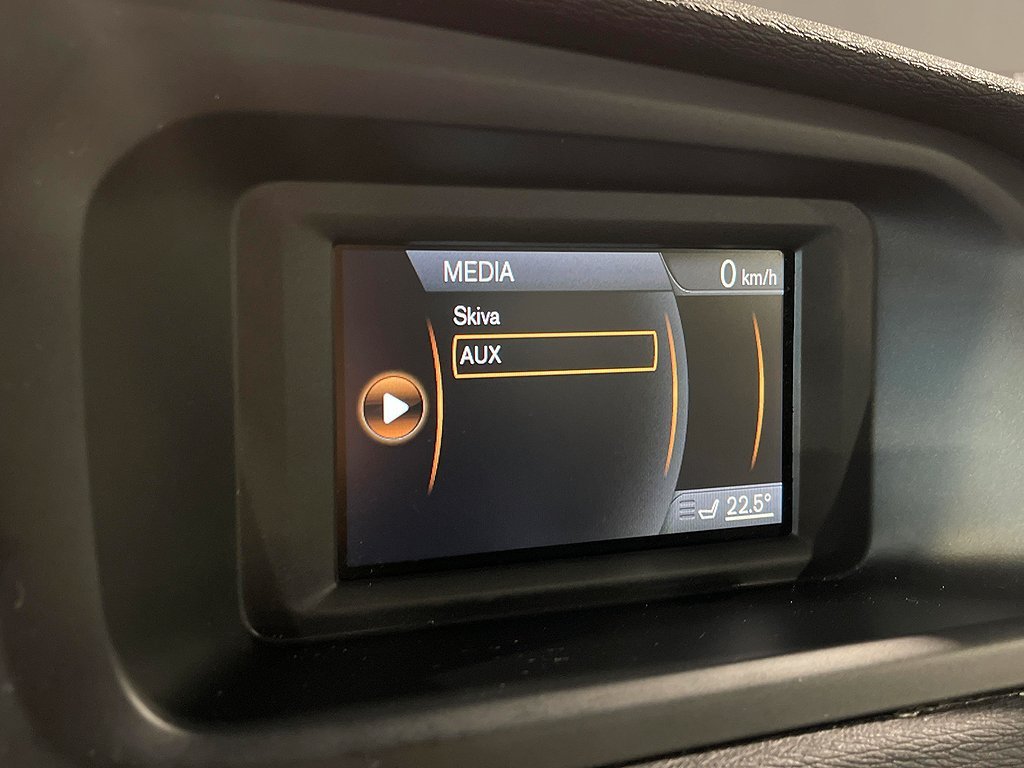 MEDIA
0 km/h
Skiva
AUX
22.5°